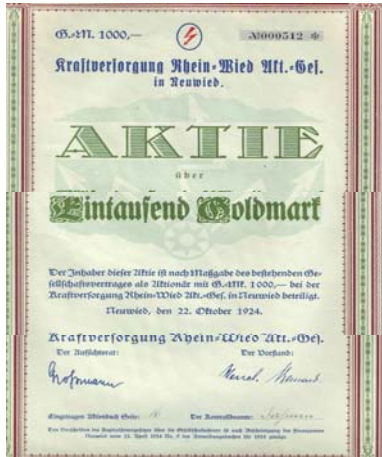 G.-M. 1000,— №000512 *
Kraftversorgung Rhein-Wied Akt.-Ges.
in Neuwied.
AKTIE
über
Eintausend Goldmark
Der Inhaber dieser Aktie ist nach Maßgabe des bestehenden Ge-
sellschaftsvertrages als Aktionär mit G.-Mk. 1000,— bei der
Kraftversorgung Rhein-Wied Akt.-Ges. in Neuwied beteiligt.
Neuwied, den 22. Oktober 1924.
Kraftversorgung Rhein-Wied Akt.-Ges.
Der Aufsichtsrat: Der Vorstand:
Eingetragen Aktienbuch Seite: Der Kontrollbeamte: